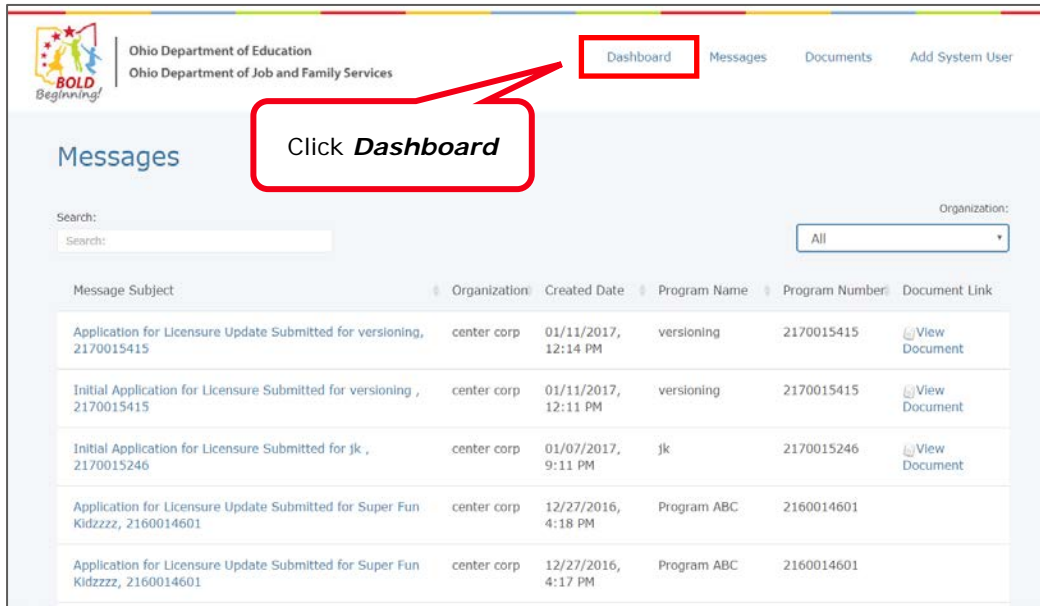 BOLD
Beginning!
Ohio Department of Education
Ohio Department of Job and Family Services
Dashboard Messages Documents Add System User
Click Dashboard
Messages
Search:
Organization:
Search:
All
Message Subject Organization Created Date Program Name Program Number Document Link
Application for Licensure Update Submitted for versioning, center corp 01/11/2017, versioning 2170015415 View
2170015415 12:14 PM Document
Initial Application for Licensure Submitted for versioning , center corp 01/11/2017, versioning 2170015415 View
2170015415 12:11 PM Document
Initial Application for Licensure Submitted for jk , center corp 01/07/2017, jk 2170015246 View
2170015246 9:11 PM Document
Application for Licensure Update Submitted for Super Fun center corp 12/27/2016, Program ABC 2160014601
Kidzzzz, 2160014601 4:18 PM
Application for Licensure Update Submitted for Super Fun center corp 12/27/2016, Program ABC 2160014601
Kidzzzz, 2160014601 4:17 PM